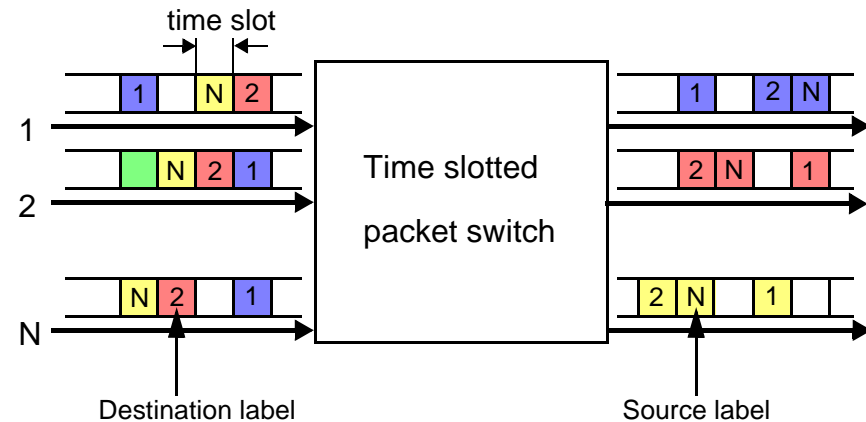 time slot
1 N 2
1 2 N
1
N 2 1
2 N 1
2
Time slotted
packet switch
N 2 1
2 N 1
N
Destination label
Source label